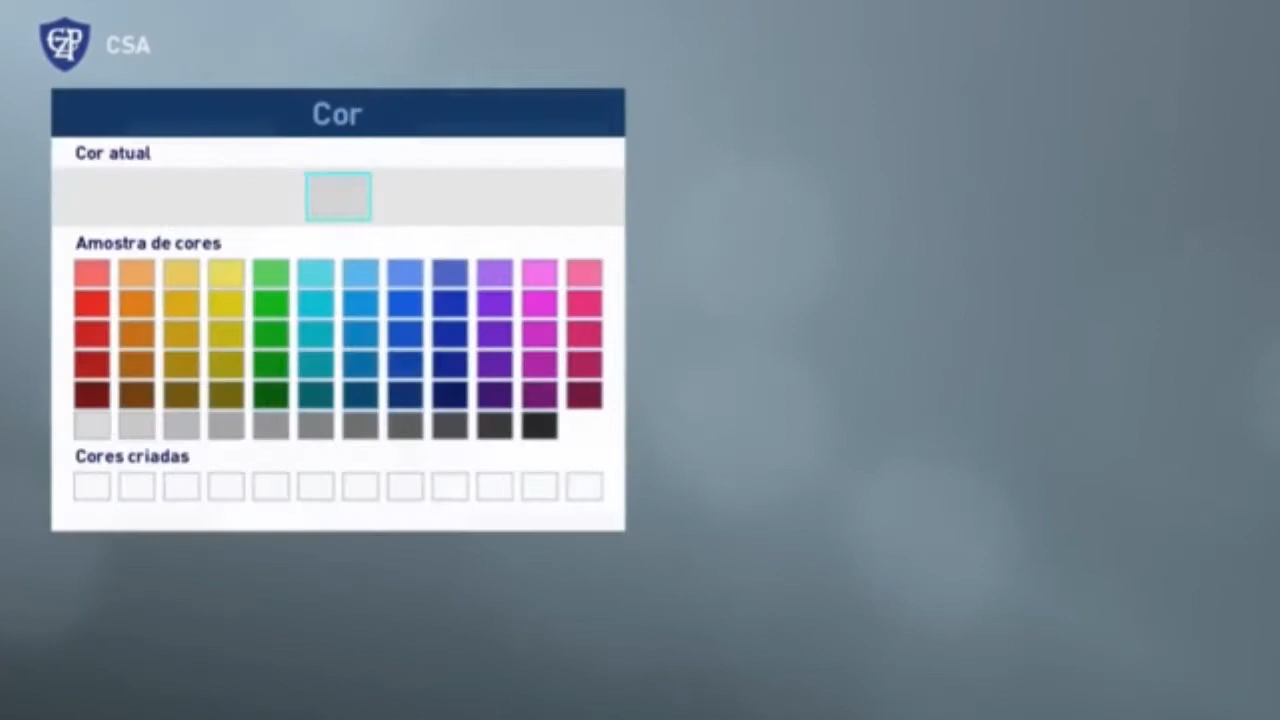 CSA
Cor
Cor atual
Amostra de cores
Cores criadas